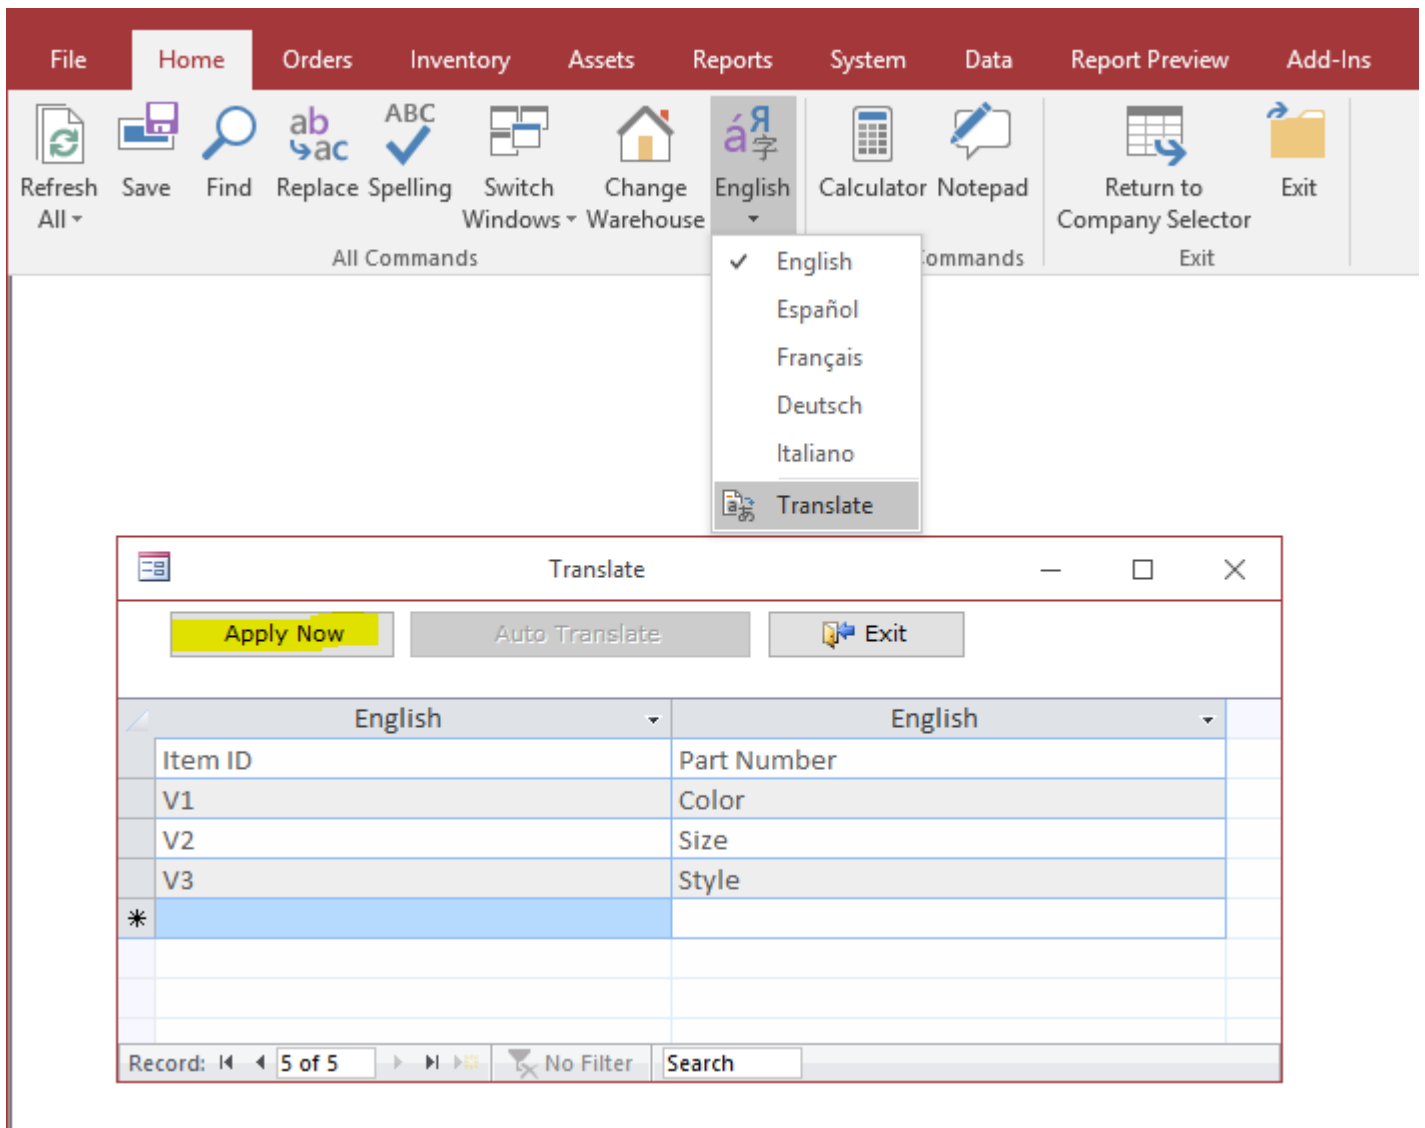 File Home Orders Inventory Assets Reports System Data Report Preview Add-Ins
ab ac ABC á Я 字
Refresh All Save Find Replace Spelling Switch Windows Change Warehouse English Calculator Notepad Return to Company Selector Exit
All Commands ommands Exit
English
Español
Français
Deutsch
Italiano
Translate
Translate
Apply Now Auto Translate Exit
English English
Item ID Part Number
V1 Color
V2 Size
V3 Style
Record: 5 of 5 No Filter Search